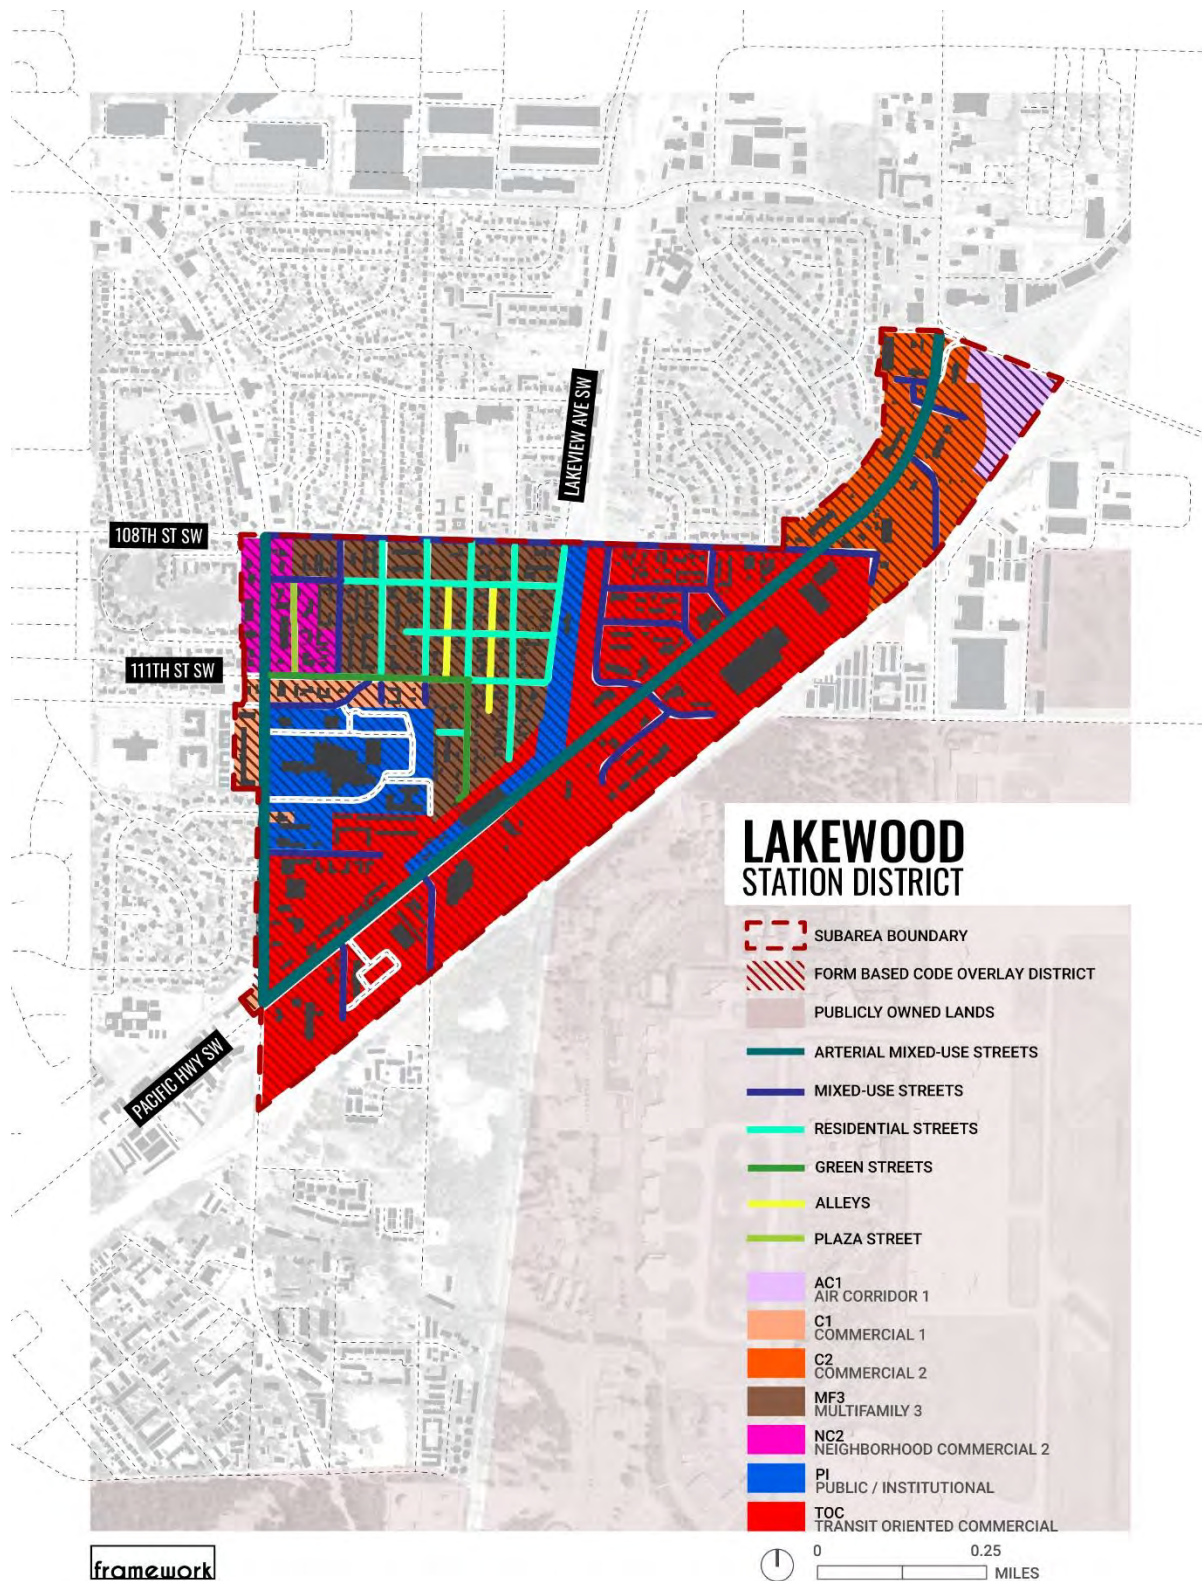 LAKEVIEW AVE SW
108TH ST SW
111TH ST SW
PACIFIC HWY SW
LAKEWOOD
STATION DISTRICT
SUBAREA BOUNDARY
FORM BASED CODE OVERLAY DISTRICT
PUBLICLY OWNED LANDS
ARTERIAL MIXED-USE STREETS
MIXED-USE STREETS
RESIDENTIAL STREETS
GREEN STREETS
ALLEYS
PLAZA STREET
AC1
AIR CORRIDOR 1
C1
COMMERCIAL 1
C2
COMMERCIAL 2
MF3
MULTIFAMILY 3
NC2
NEIGHBORHOOD COMMERCIAL 2
PI
PUBLIC / INSTITUTIONAL
TOC
TRANSIT ORIENTED COMMERCIAL
framework
0 0.25
MILES